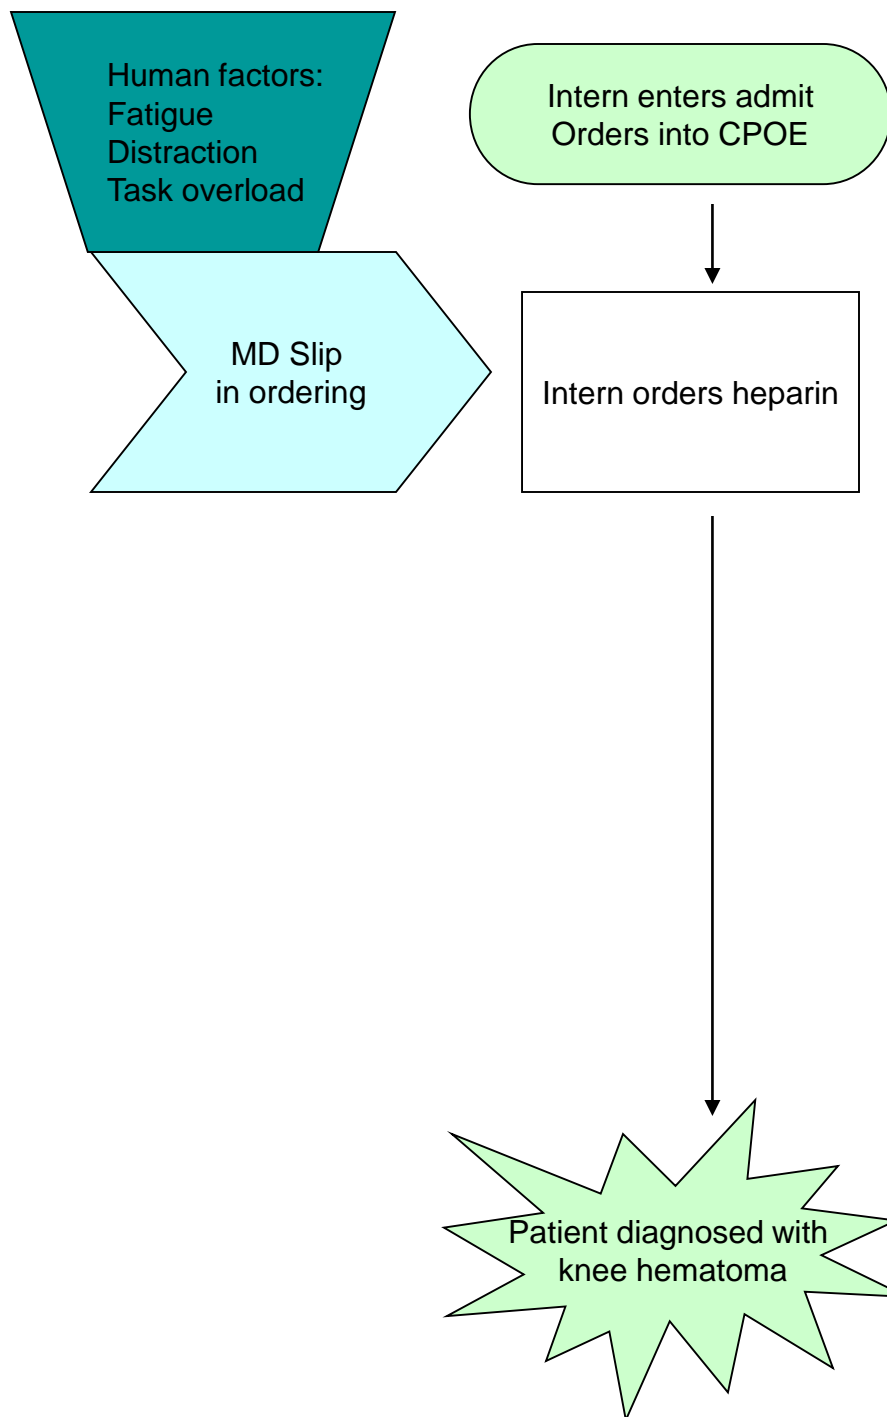 Human factors:
Fatigue
Distraction
Task overload
Intern enters admit
Orders into CPOE
MD Slip
in ordering
Intern orders heparin
Patient diagnosed with
knee hematoma